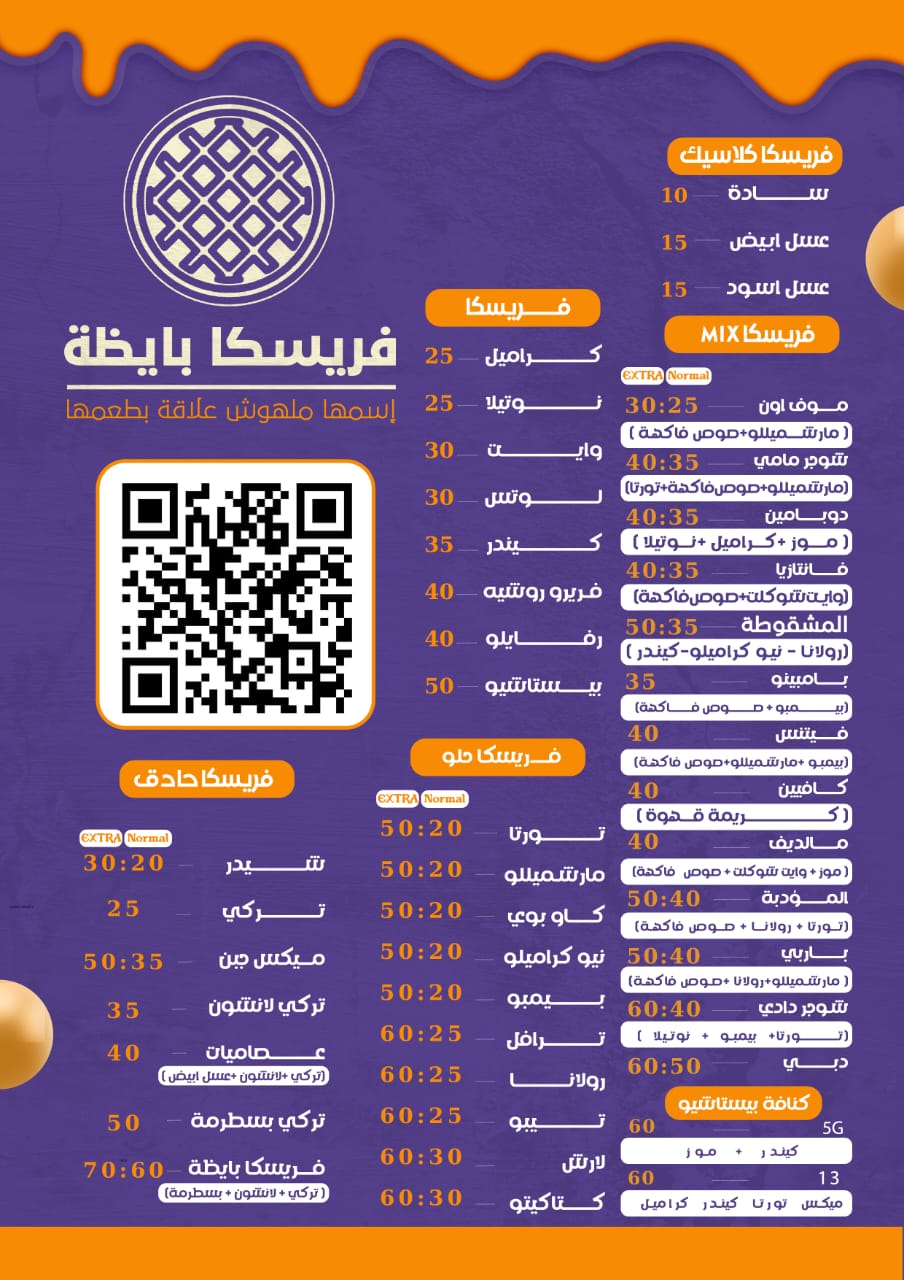 فريسكا بايظة
إسمها ملهوش علاقة بطعمها
فريسكا كلاسيك
سادة 10
عسل ابيض 15
عسل اسود 15
فريسكا MIX
EXTRA Normal
موف اون 30:25
( مارشميللو+صوص فاكهة )
شوجر مامي 40:35
(مارشميللو+صوص فاكهة+تورتا)
دوبامين 40:35
( موز + كراميل + نوتيلا )
فانتازيا 40:35
(وايت شوكلت+صوص فاكهة)
المشقوطة 50:35
(رولانا - نيو كراميلو-كيندر )
بامبينو 35
(بيمبو + صوص فاكهة)
فيتنس 40
(بيمبو +مارشميللو+صوص فاكهة)
كافيين 40
( كريمة قهوة )
مالديف 40
( موز + وايت شوكلت + صوص فاكهة)
المؤدبة 50:40
(تورتا + رولانا + صوص فاكهة )
باربي 50:40
( مارشميللو+رولانا +صوص فاكهة)
شوجر دادي 60:40
(تورتا+ بيمبو + نوتيلا )
دبي 60:50
كنافة بيستاشيو
5G 60
كيندر + موز
13 60
ميكس تورتا كيندر كراميل
فريسكا
كراميل 25
نوتيلا 25
وايت 30
لوتس 30
كيندر 35
فريرو روشيه 40
رفايلو 40
بيستاشيو 50
فريسكا حلو
EXTRA Normal
تورتا 50:20
مارشميللو 50:20
كاو بوي 50:20
نيو كراميلو 50:20
بيمبو 50:20
ترافل 60:25
رولانا 60:25
تيبو 60:25
لارش 60:30
كتاكيتو 60:30
فريسكا حادق
EXTRA Normal
شيدر 30:20
تركي 25
ميكس جبن 50:35
تركي لانشون 35
عصاميات 40
(تركي +لانشون +عسل ابيض )
تركي بسطرمة 50
فريسكا بايظة 70:60
( تركي + لانشون + بسطرمة)